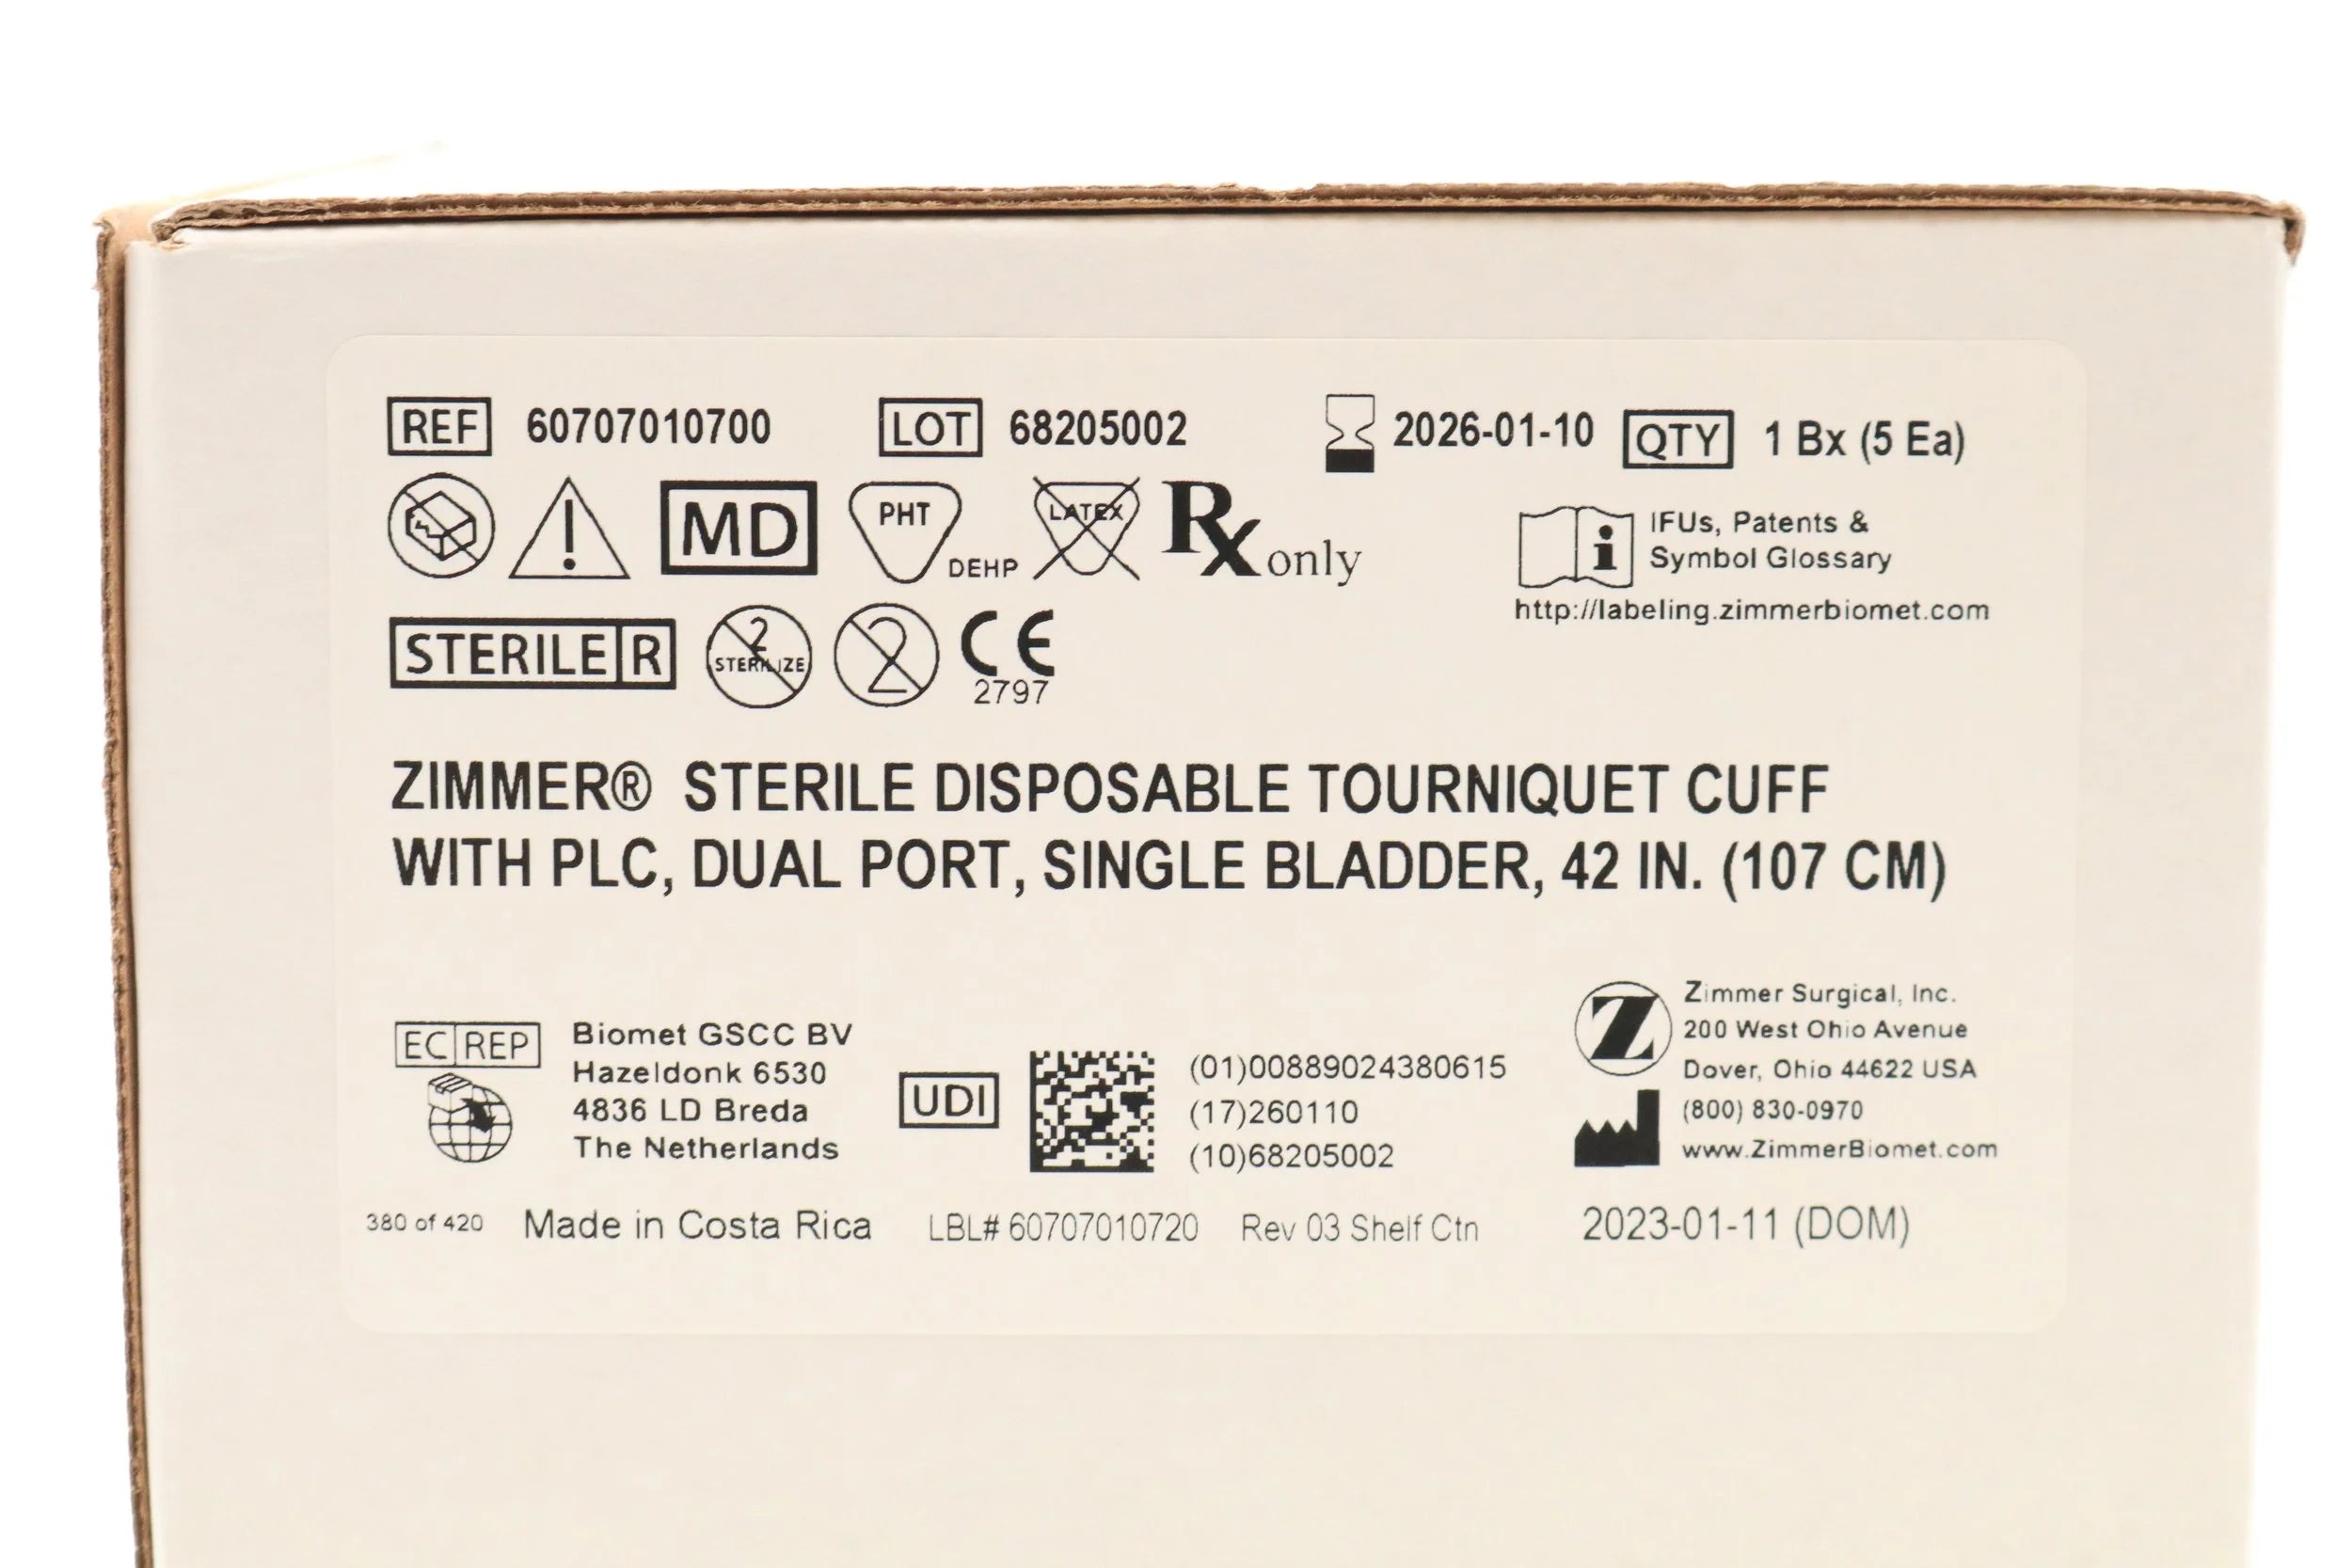 REF 60707010700 LOT 68205002 2026-01-10 QTY 1 Bx (5 Ea)
MD PHT DEHP LATEX Rx only
IFUs, Patents &
Symbol Glossary
http://labeling.zimmerbiomet.com
STERILE R 2 STERILIZE 2 CE
2797
ZIMMER® STERILE DISPOSABLE TOURNIQUET CUFF
WITH PLC, DUAL PORT, SINGLE BLADDER, 42 IN. (107 CM)
EC REP
Biomet GSCC BV
Hazeldonk 6530
4836 LD Breda
The Netherlands
UDI
(01)00889024380615
(17)260110
(10)68205002
Z
Zimmer Surgical, Inc.
200 West Ohio Avenue
Dover, Ohio 44622 USA
(800) 830-0970
www.ZimmerBiomet.com
380 of 420 Made in Costa Rica LBL# 60707010720 Rev 03 Shelf Ctn 2023-01-11 (DOM)